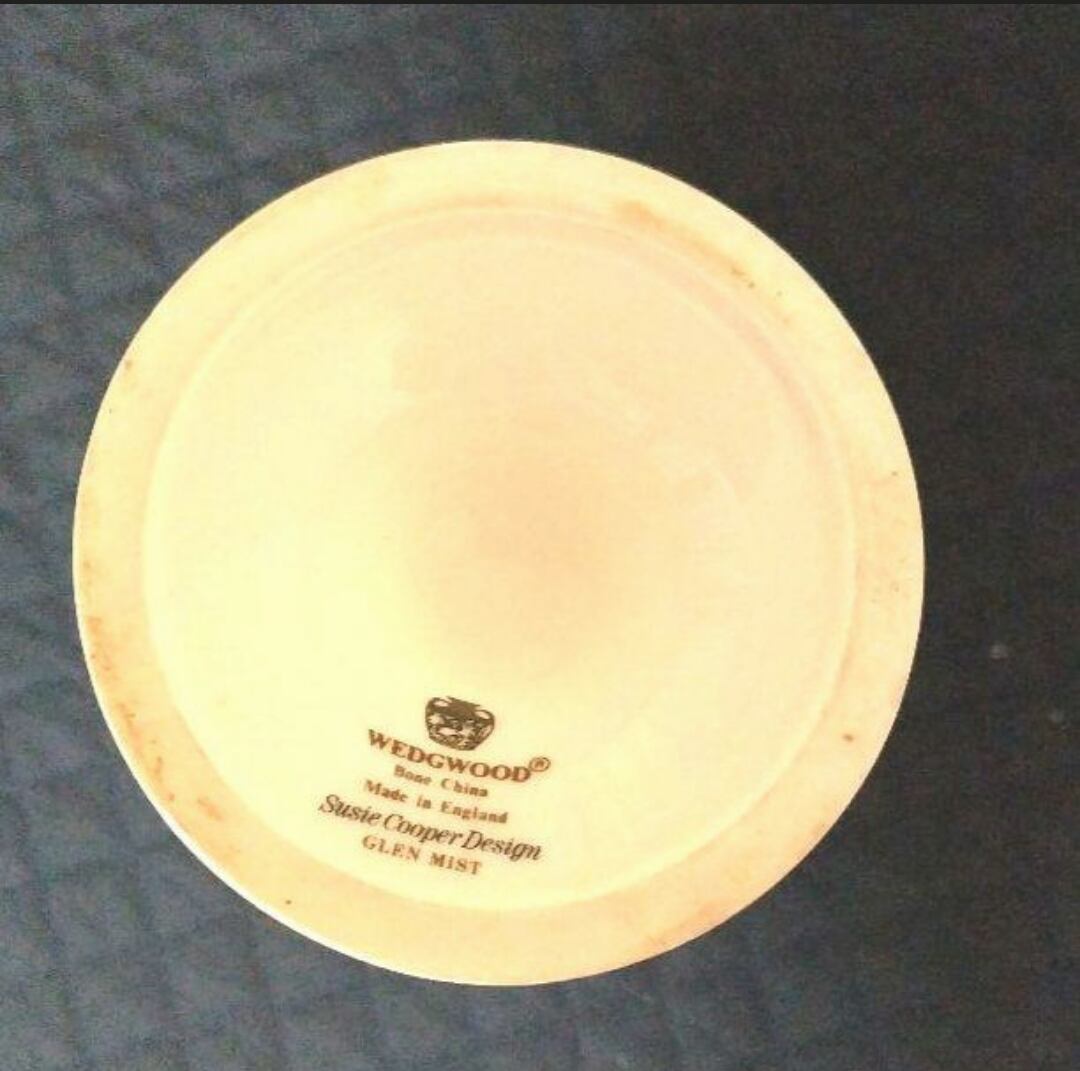 WEDGWOOD®
Bone China
Made in England
Susie Cooper Design
GLEN MIST